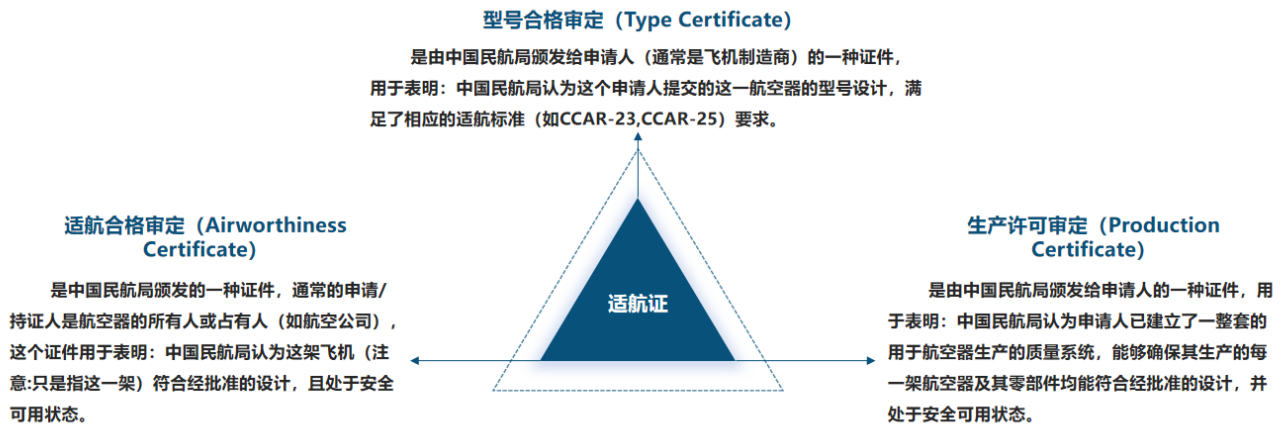 型号合格审定（Type Certificate）
是由中国民航局颁发给申请人（通常是飞机制造商）的一种证件，
用于表明：中国民航局认为这个申请人提交的这一航空器的型号设计，满
足了相应的适航标准（如CCAR-23,CCAR-25）要求。
适航合格审定（Airworthiness
Certificate）
是中国民航局颁发的一种证件，通常的申请/
持证人是航空器的所有人或占有人（如航空公司），
这个证件用于表明：中国民航局认为这架飞机（注
意:只是指这一架）符合经批准的设计，且处于安全
可用状态。
适航证
生产许可审定（Production
Certificate）
是由中国民航局颁发给申请人的一种证件，用
于表明：中国民航局认为申请人已建立了一整套的
用于航空器生产的质量系统，能够确保其生产的每
一架航空器及其零部件均能符合经批准的设计，并
处于安全可用状态。